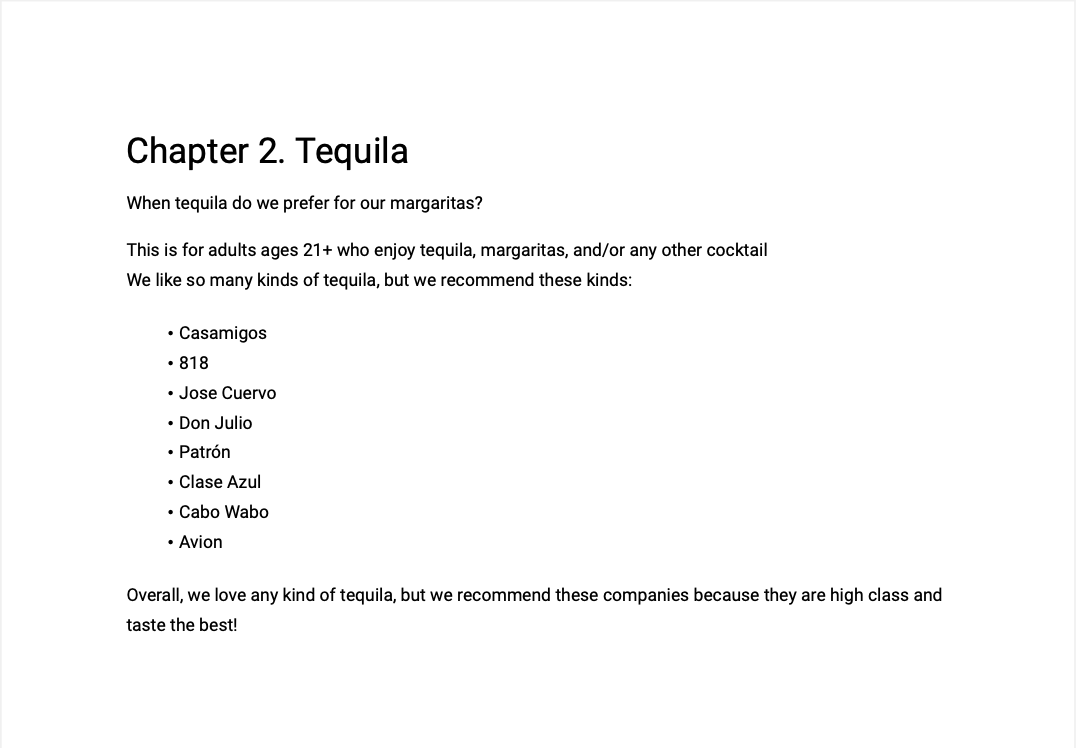 Chapter 2. Tequila
When tequila do we prefer for our margaritas?
This is for adults ages 21+ who enjoy tequila, margaritas, and/or any other cocktail
We like so many kinds of tequila, but we recommend these kinds:
• Casamigos
• 818
• Jose Cuervo
• Don Julio
• Patrón
• Clase Azul
• Cabo Wabo
• Avion
Overall, we love any kind of tequila, but we recommend these companies because they are high class and
taste the best!